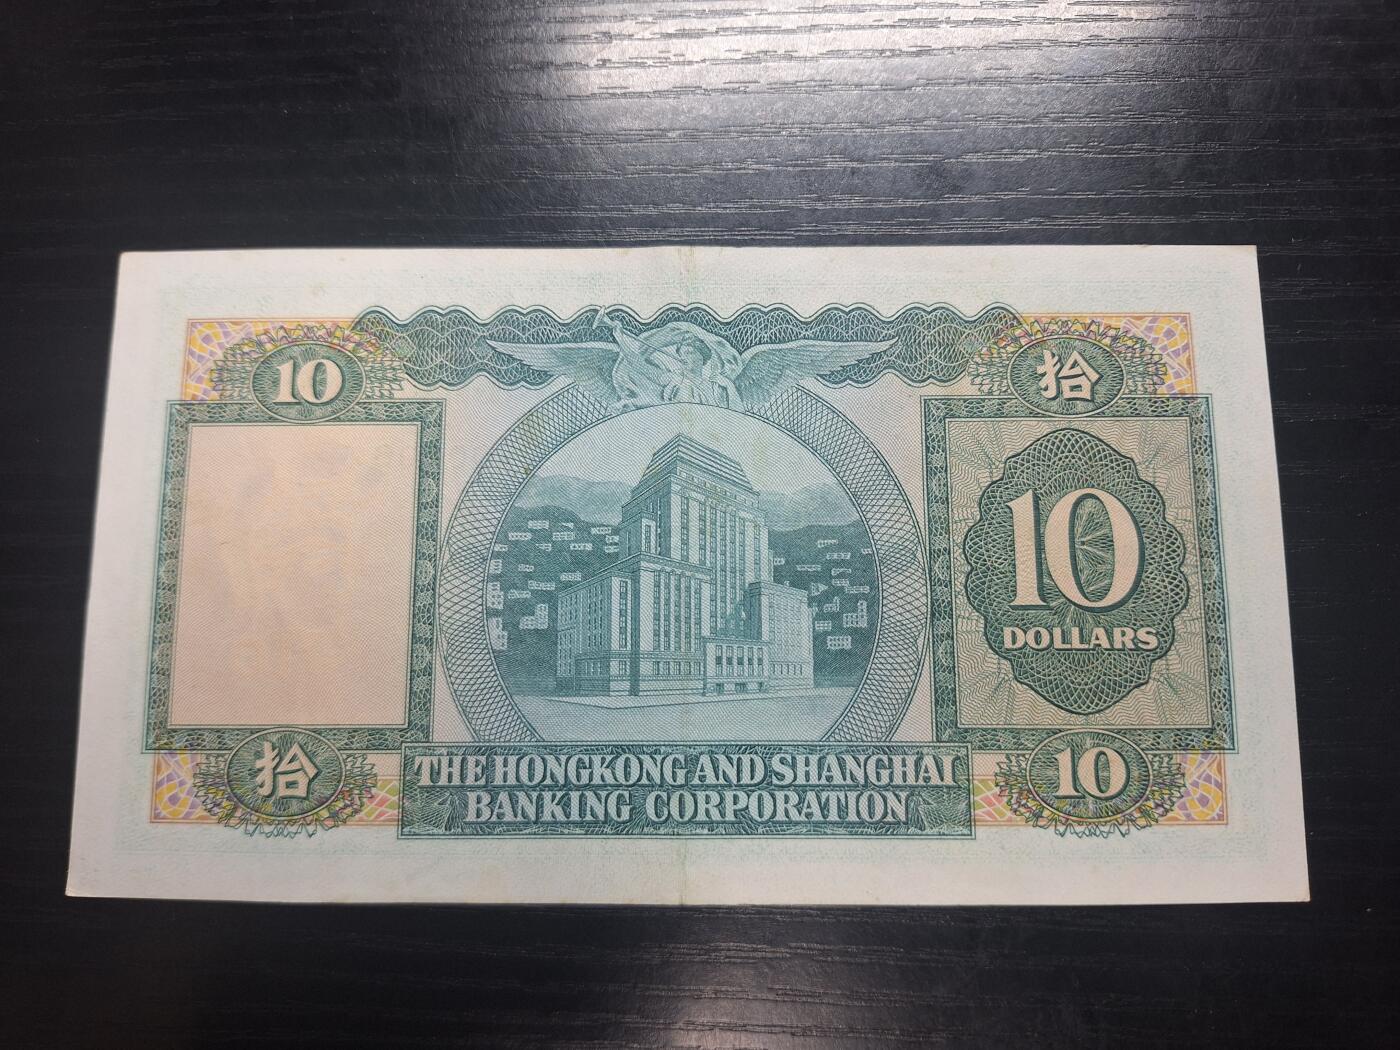 10
拾
10
DOLLARS
拾
10
THE HONGKONG AND SHANGHAI
BANKING CORPORATION